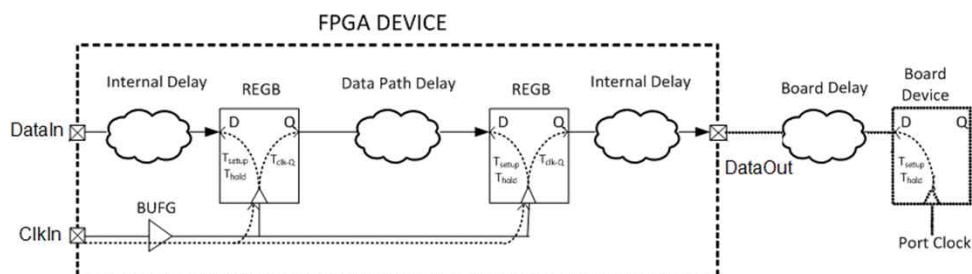 FPGA DEVICE
Internal Delay
REGB
Data Path Delay
REGB
Internal Delay
Board Delay
Board
Device
DataIn
D
Q
D
Q
D
Q
Tsetup
Thold
Tclk-Q
Tsetup
Thold
Tclk-Q
DataOut
Tsetup
Thold
BUFG
ClkIn
Port Clock